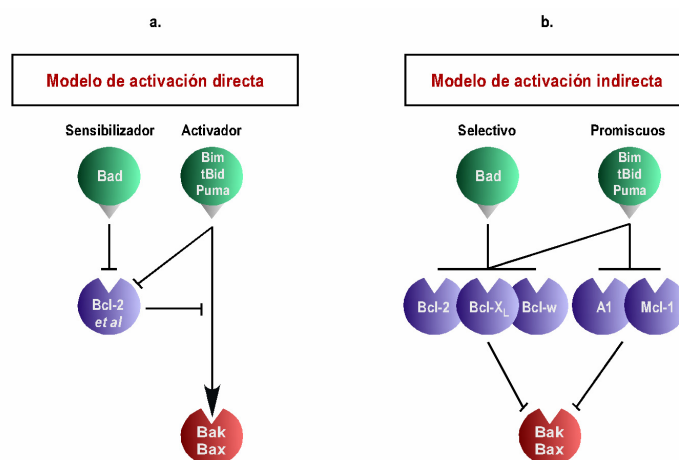 a.
Modelo de activación directa
Sensibilizador
Activador
Bad
Bim
tBid
Puma
Bcl-2
et al
Bak
Bax
b.
Modelo de activación indirecta
Selectivo
Promiscuos
Bad
Bim
tBid
Puma
Bcl-2
Bcl-XL
Bcl-w
A1
Mcl-1
Bak
Bax